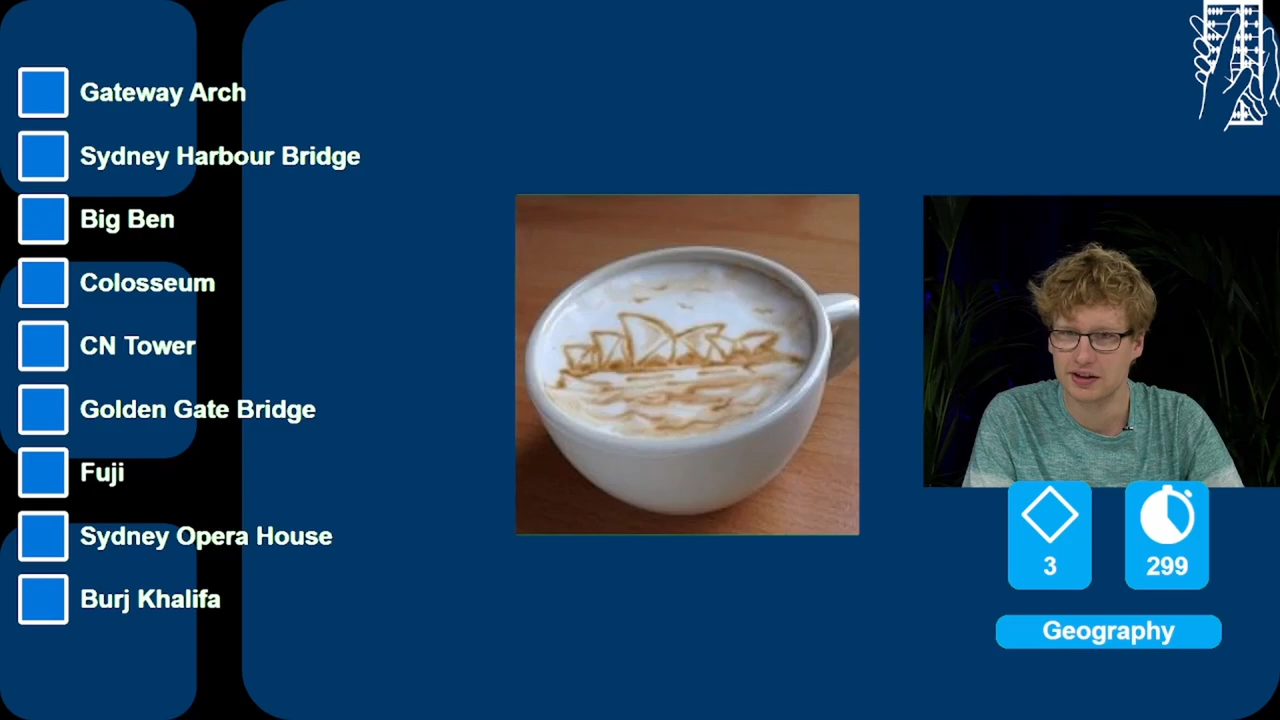 Gateway Arch
Sydney Harbour Bridge
Big Ben
Colosseum
CN Tower
Golden Gate Bridge
Fuji
Sydney Opera House
Burj Khalifa
3
299
Geography